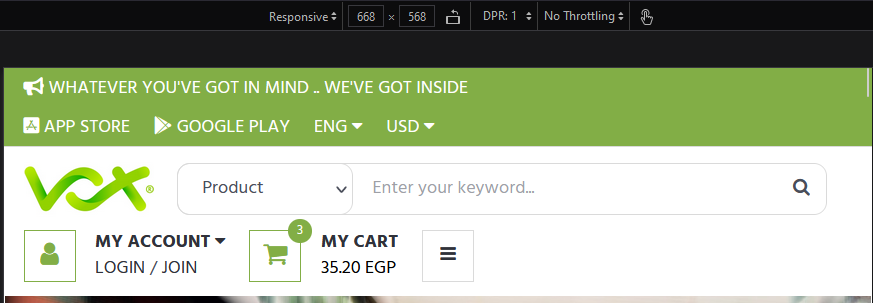 Responsive 668 × 568 DPR: 1 No Throttling
WHATEVER YOU'VE GOT IN MIND .. WE'VE GOT INSIDE
APP STORE GOOGLE PLAY ENG USD
VOX® Product Enter your keyword...
MY ACCOUNT 3 MY CART
LOGIN / JOIN 35.20 EGP